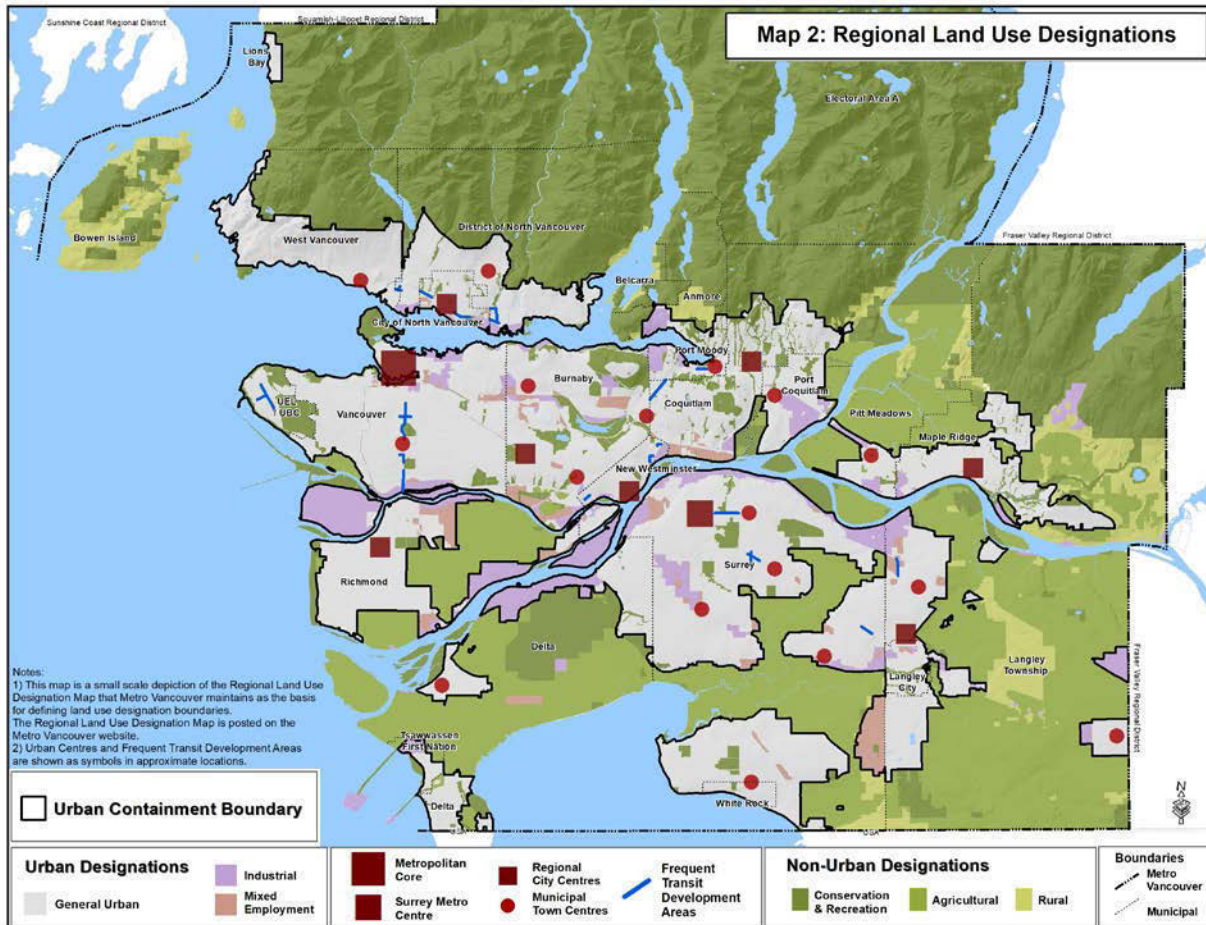 Sunshine Coast Regional District
Squamish-Lillooet Regional District
Map 2: Regional Land Use Designations
Lions
Bay
Electoral Area A
Bowen Island
West Vancouver
District of North Vancouver
Fraser Valley Regional District
Belcarra
Anmore
City of North Vancouver
Port Moody
Burnaby
Port
Coquitlam
Coquitlam
UEL
UBC
Vancouver
Pitt Meadows
Maple Ridge
New Westminster
Richmond
Surrey
Delta
Langley
Township
Langley
City
Fraser Valley Regional District
Tsawwassen
First Nation
Delta
White Rock
USA
USA
N
Notes:
1) This map is a small scale depiction of the Regional Land Use
Designation Map that Metro Vancouver maintains as the basis
for defining land use designation boundaries.
The Regional Land Use Designation Map is posted on the
Metro Vancouver website.
2) Urban Centres and Frequent Transit Development Areas
are shown as symbols in approximate locations.
Urban Containment Boundary
Urban Designations
General Urban
Industrial
Mixed
Employment
Metropolitan
Core
Surrey Metro
Centre
Regional
City Centres
Municipal
Town Centres
Frequent
Transit
Development
Areas
Non-Urban Designations
Conservation
& Recreation
Agricultural
Rural
Boundaries
Metro
Vancouver
Municipal